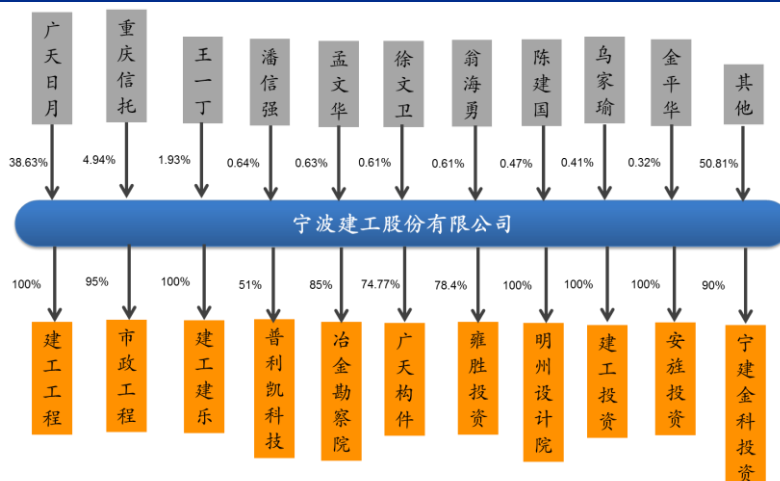 广天日月
重庆信托
王一丁
潘信强
孟文华
徐文卫
翁海勇
陈建国
乌家瑜
金平华
其他
38.63%
4.94%
1.93%
0.64%
0.63%
0.61%
0.61%
0.47%
0.41%
0.32%
50.81%
宁波建工股份有限公司
100%
95%
100%
51%
85%
74.77%
78.4%
100%
100%
100%
90%
建工工程
市政工程
建工建乐
普利凯科技
冶金勘察院
广天构件
雍胜投资
明州设计院
建工投资
安旌投资
宁建金科投资